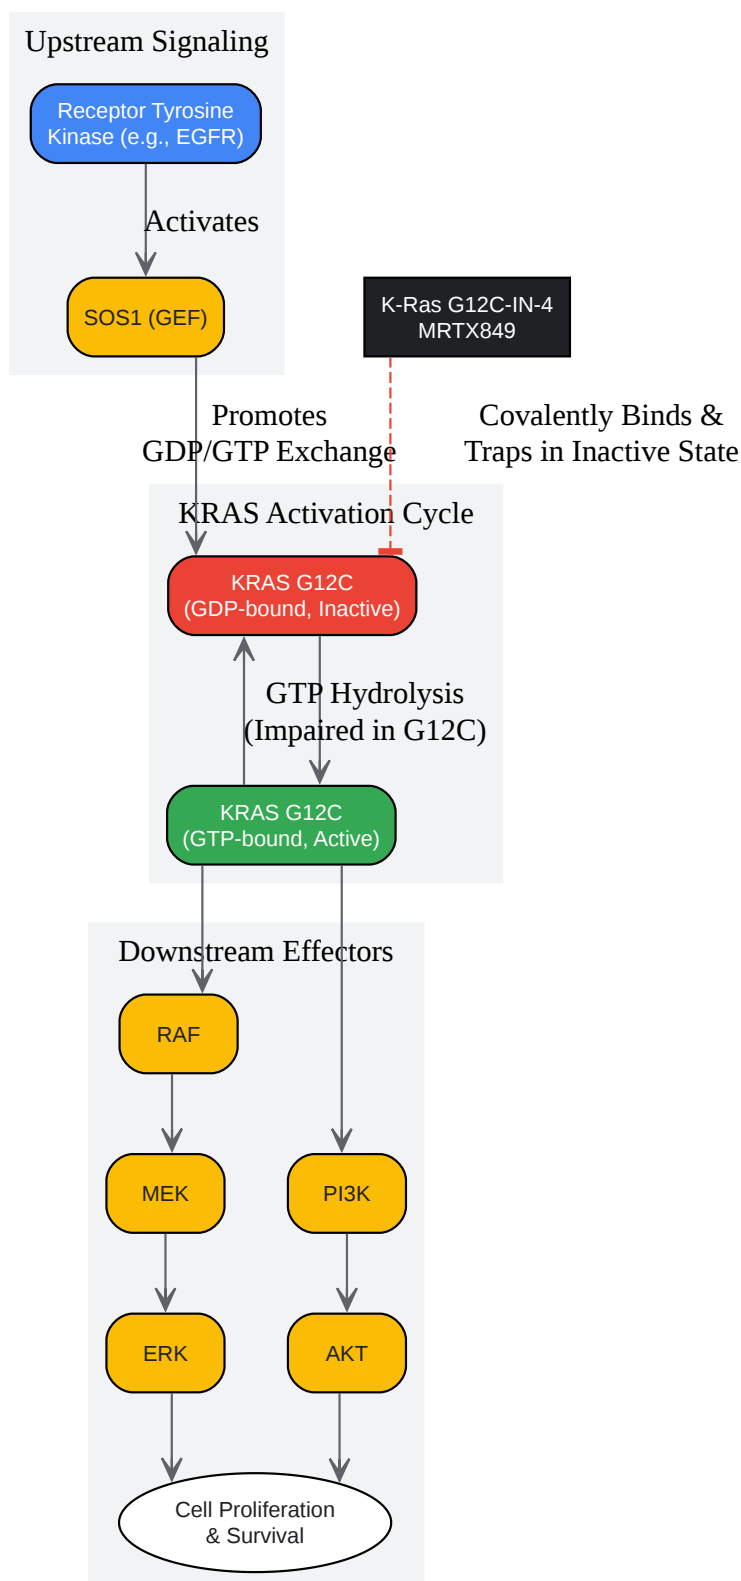 Upstream Signaling
Receptor Tyrosine
Kinase (e.g., EGFR)
Activates
SOS1 (GEF)
K-Ras G12C-IN-4
MRTX849
Promotes
GDP/GTP Exchange
Covalently Binds &
Traps in Inactive State
KRAS Activation Cycle
KRAS G12C
(GDP-bound, Inactive)
GTP Hydrolysis
(Impaired in G12C)
KRAS G12C
(GTP-bound, Active)
Downstream Effectors
RAF
MEK
PI3K
ERK
AKT
Cell Proliferation
& Survival